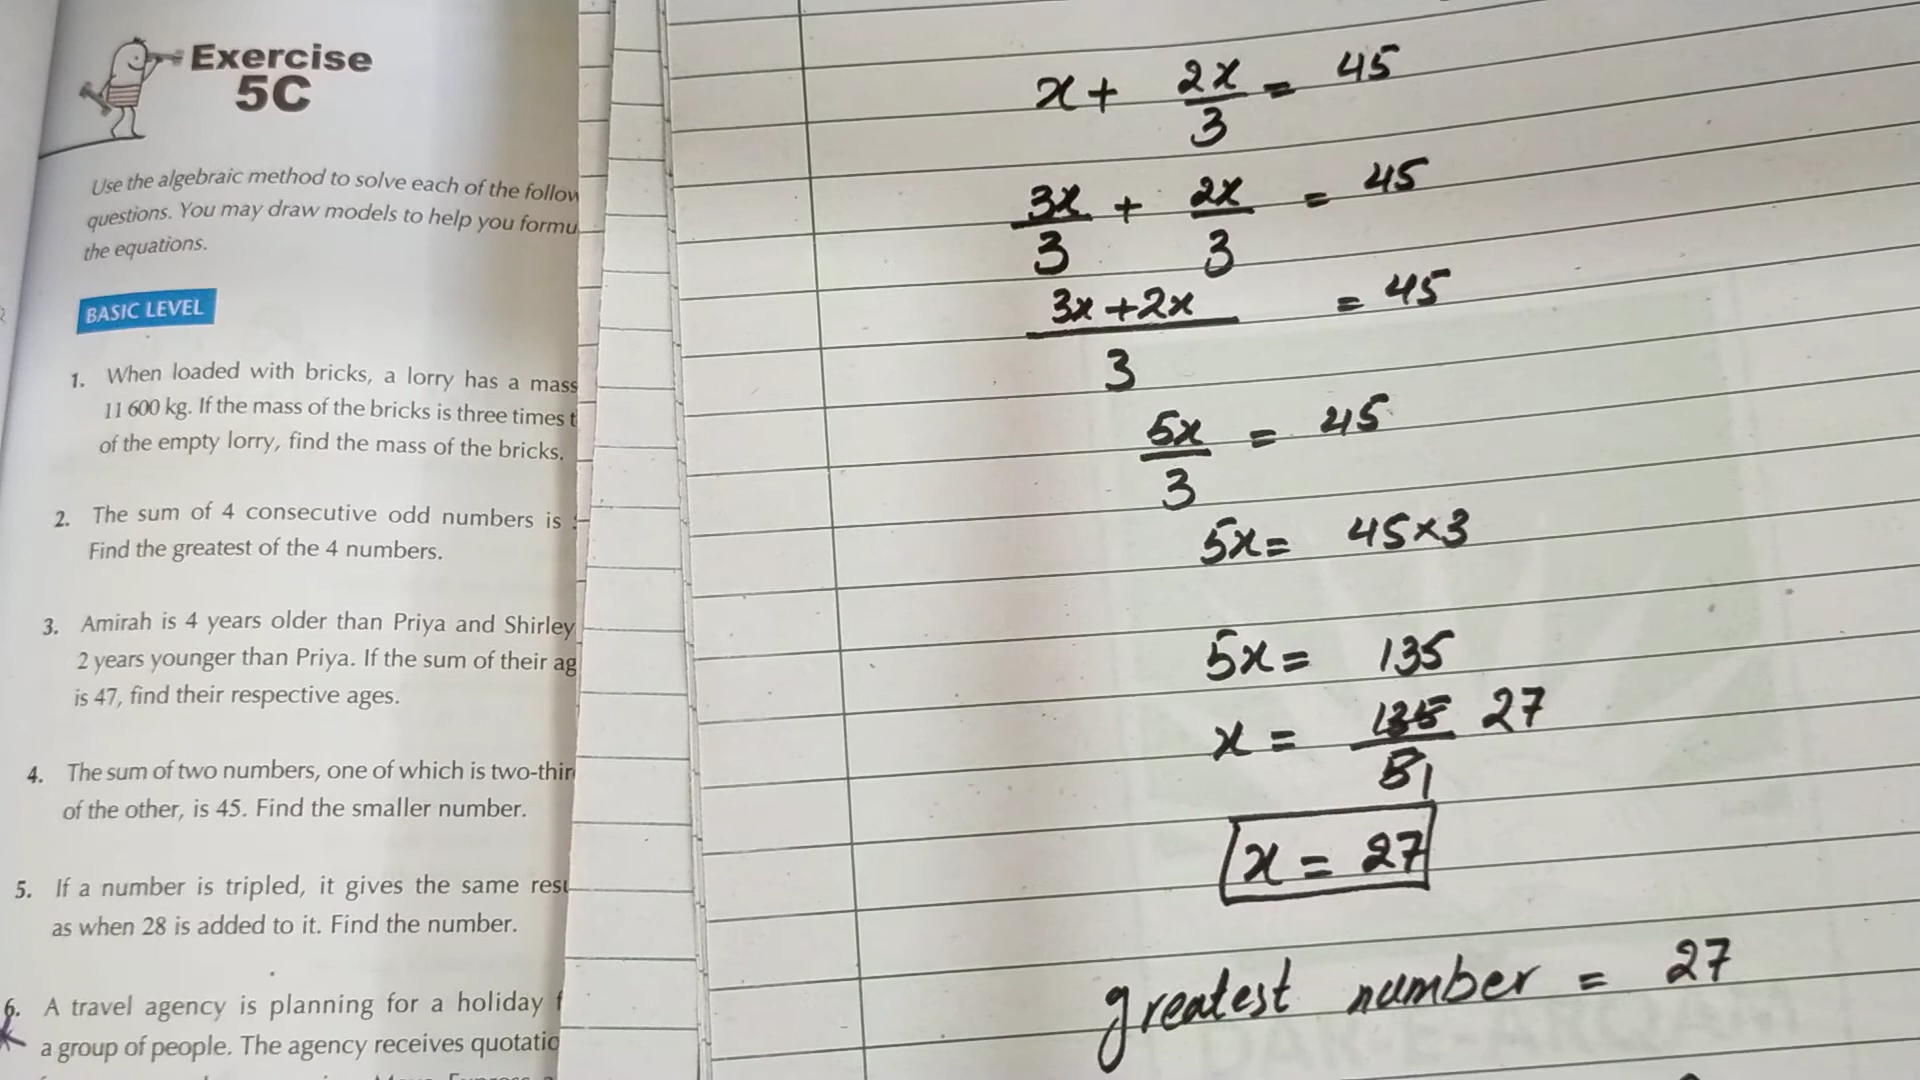 Exercise
5C
Use the algebraic method to solve each of the
questions. You may draw models to help you
the equations.
BASIC LEVEL
1. When loaded with bricks, a lorry has a mass
11 600 kg. If the mass of the bricks is three times
of the empty lorry, find the mass of the bricks.
2. The sum of 4 consecutive odd numbers is
Find the greatest of the 4 numbers.
3. Amirah is 4 years older than Priya and Shirley
2 years younger than Priya. If the sum of their
is 47, find their respective ages.
4. The sum of two numbers, one of which is
of the other, is 45. Find the smaller number.
5. If a number is tripled, it gives the same
as when 28 is added to it. Find the number.
6. A travel agency is planning for a holiday
a group of people. The agency receives
x + 2x/3 = 45
3x/3 + 2x/3 = 45
3x+2x/3 = 45
5x/3 = 45
5x = 45×3
5x = 135
x = 135/5 27
1
x = 27
greatest number = 27